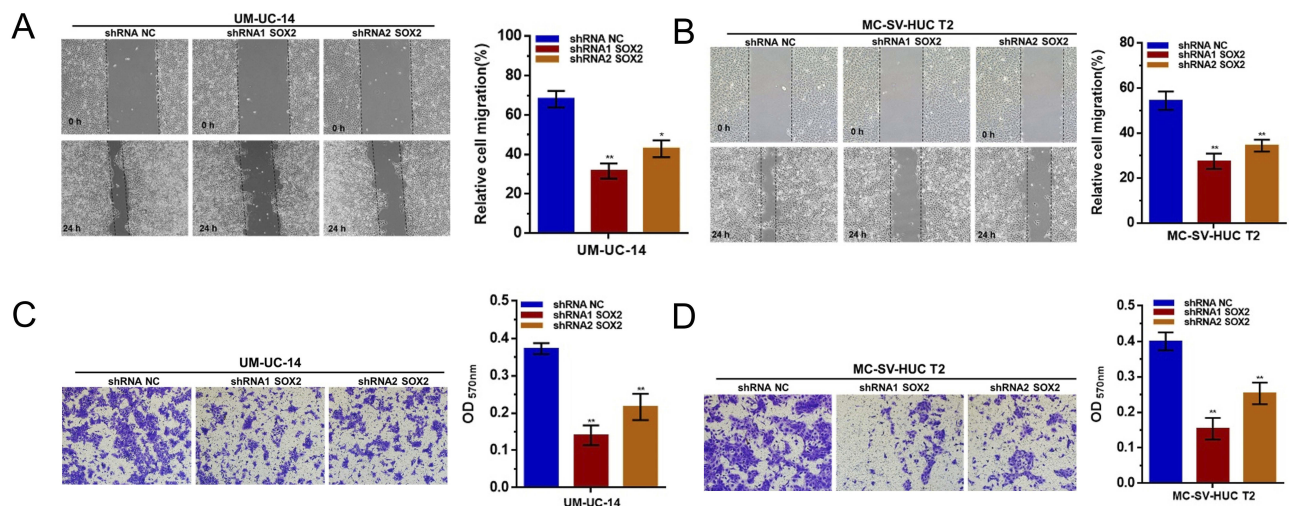 A
UM-UC-14
shRNA NC shRNA1 SOX2 shRNA2 SOX2
0 h 0 h 0 h
24 h 24 h 24 h
Relative cell migration(%)
100
80
60
40
20
0
shRNA NC
shRNA1 SOX2
shRNA2 SOX2
** *
UM-UC-14
B
MC-SV-HUC T2
shRNA NC shRNA1 SOX2 shRNA2 SOX2
0 h 0 h 0 h
24 h 24 h 24 h
Relative cell migration(%)
80
60
40
20
0
shRNA NC
shRNA1 SOX2
shRNA2 SOX2
** **
MC-SV-HUC T2
C
UM-UC-14
shRNA NC shRNA1 SOX2 shRNA2 SOX2
OD570nm
0.5
0.4
0.3
0.2
0.1
0.0
shRNA NC
shRNA1 SOX2
shRNA2 SOX2
** **
UM-UC-14
D
MC-SV-HUC T2
shRNA NC shRNA1 SOX2 shRNA2 SOX2
OD570nm
0.5
0.4
0.3
0.2
0.1
0.0
shRNA NC
shRNA1 SOX2
shRNA2 SOX2
** **
MC-SV-HUC T2